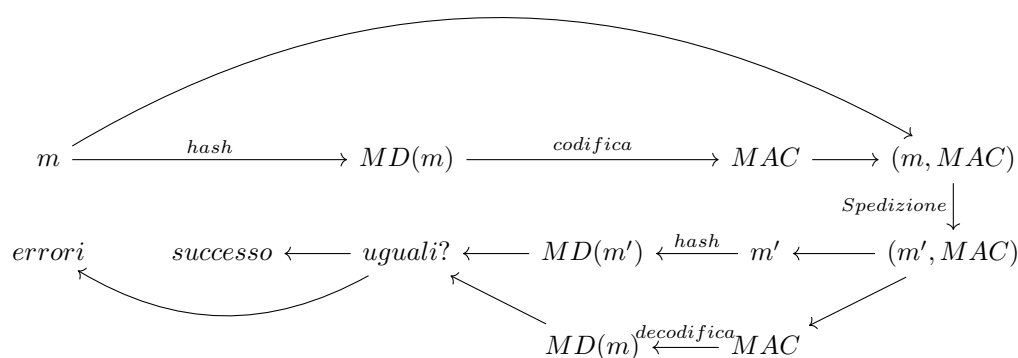 hash codifica
m MD(m) MAC (m, MAC)
Spedizione
hash
errori successo uguali? MD(m′) m′ (m′, MAC)
decodifica
MD(m) MAC